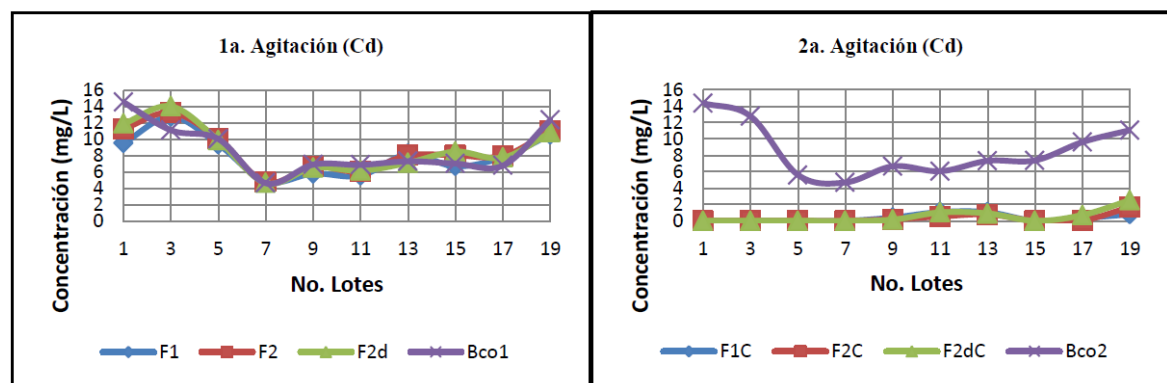 1a. Agitación (Cd)
Concentración (mg/L)
16
14
12
10
8
6
4
2
0
1 3 5 7 9 11 13 15 17 19
No. Lotes
F1 F2 F2d Bco1
2a. Agitación (Cd)
Concentración (mg/L)
16
14
12
10
8
6
4
2
0
1 3 5 7 9 11 13 15 17 19
No. Lotes
F1C F2C F2dC Bco2